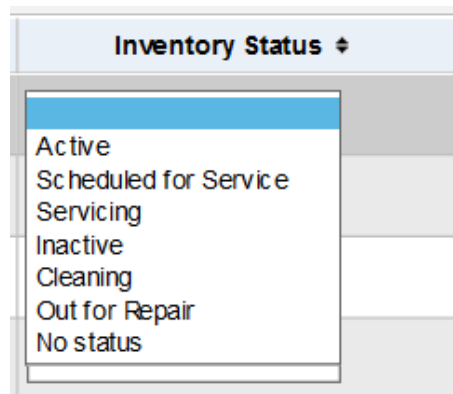 Inventory Status
Active
Scheduled for Service
Servicing
Inactive
Cleaning
Out for Repair
No status